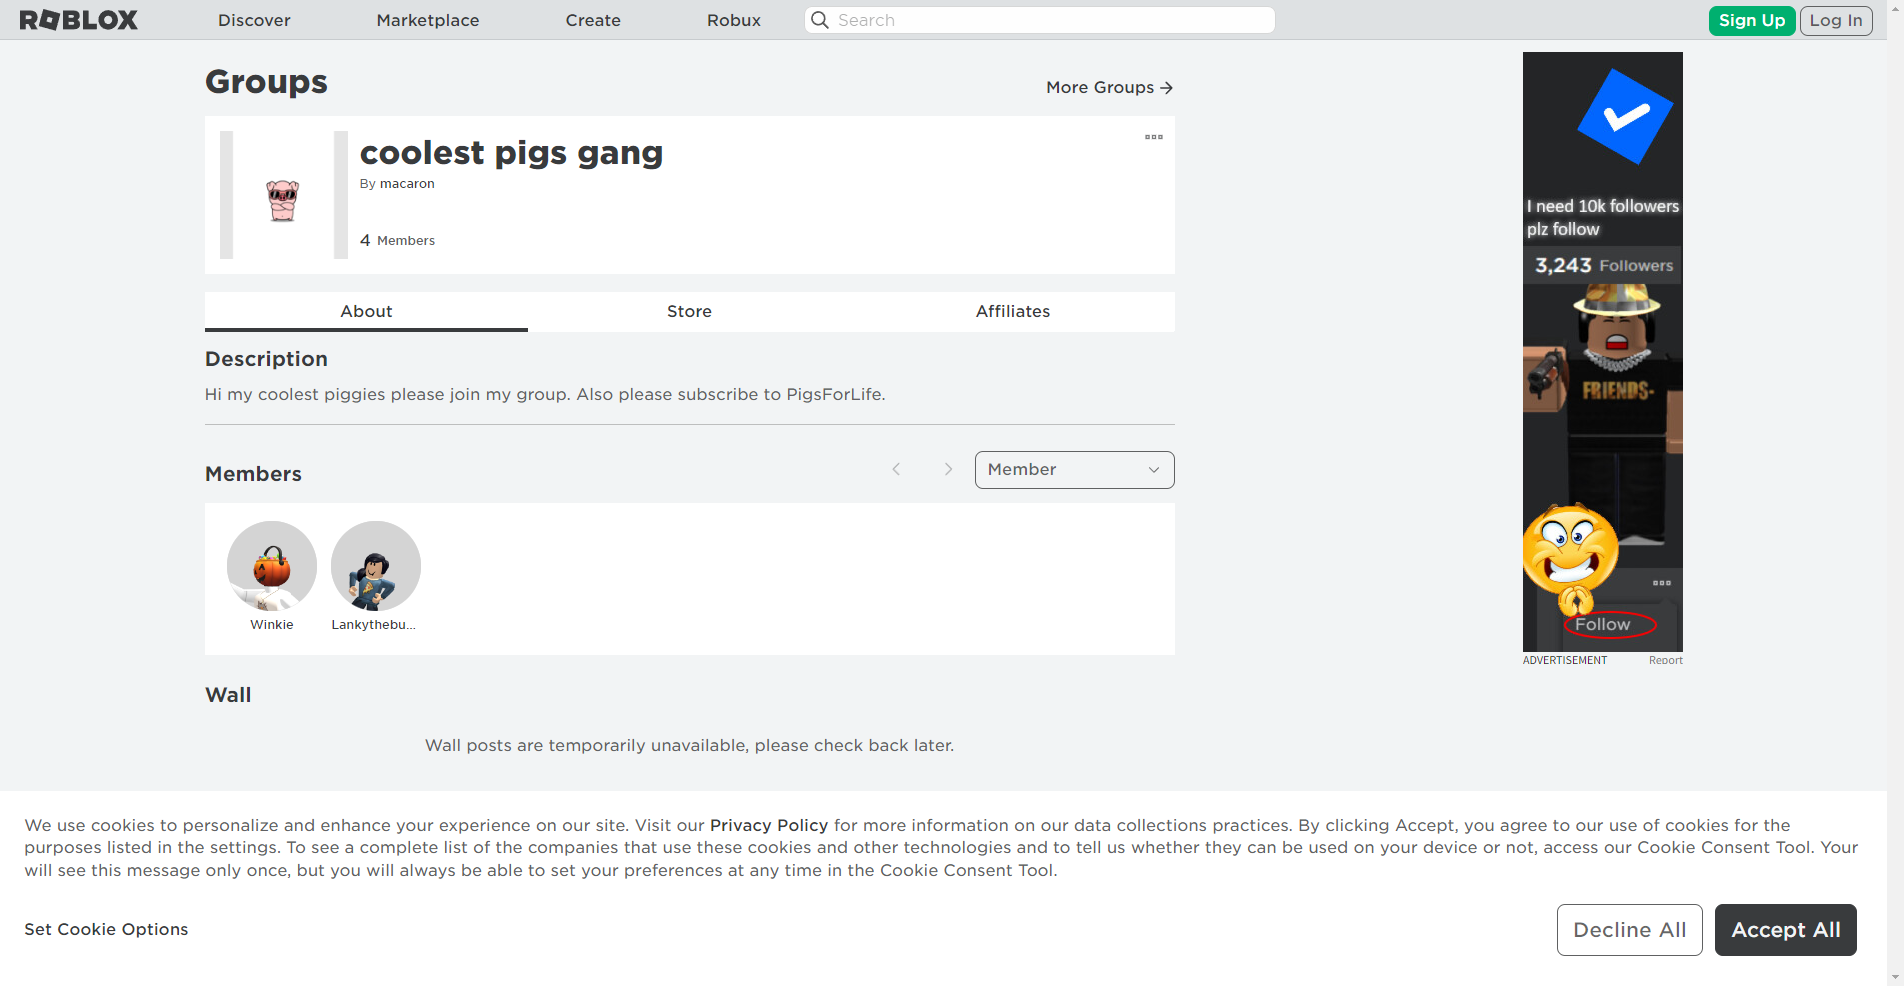 ROBLOX
Discover
Marketplace
Create
Robux
Search
Sign Up
Log In
Groups
More Groups
coolest pigs gang
By macaron
4 Members
About
Store
Affiliates
Description
Hi my coolest piggies please join my group. Also please subscribe to PigsForLife.
Members
Member
Winkie
Lankythebu...
Wall
Wall posts are temporarily unavailable, please check back later.
I need 10k followers
plz follow
3,243 Followers
FRIENDS-
Follow
ADVERTISEMENT
Report
We use cookies to personalize and enhance your experience on our site. Visit our Privacy Policy for more information on our data collections practices. By clicking Accept, you agree to our use of cookies for the
purposes listed in the settings. To see a complete list of the companies that use these cookies and other technologies and to tell us whether they can be used on your device or not, access our Cookie Consent Tool. Your
will see this message only once, but you will always be able to set your preferences at any time in the Cookie Consent Tool.
Set Cookie Options
Decline All
Accept All